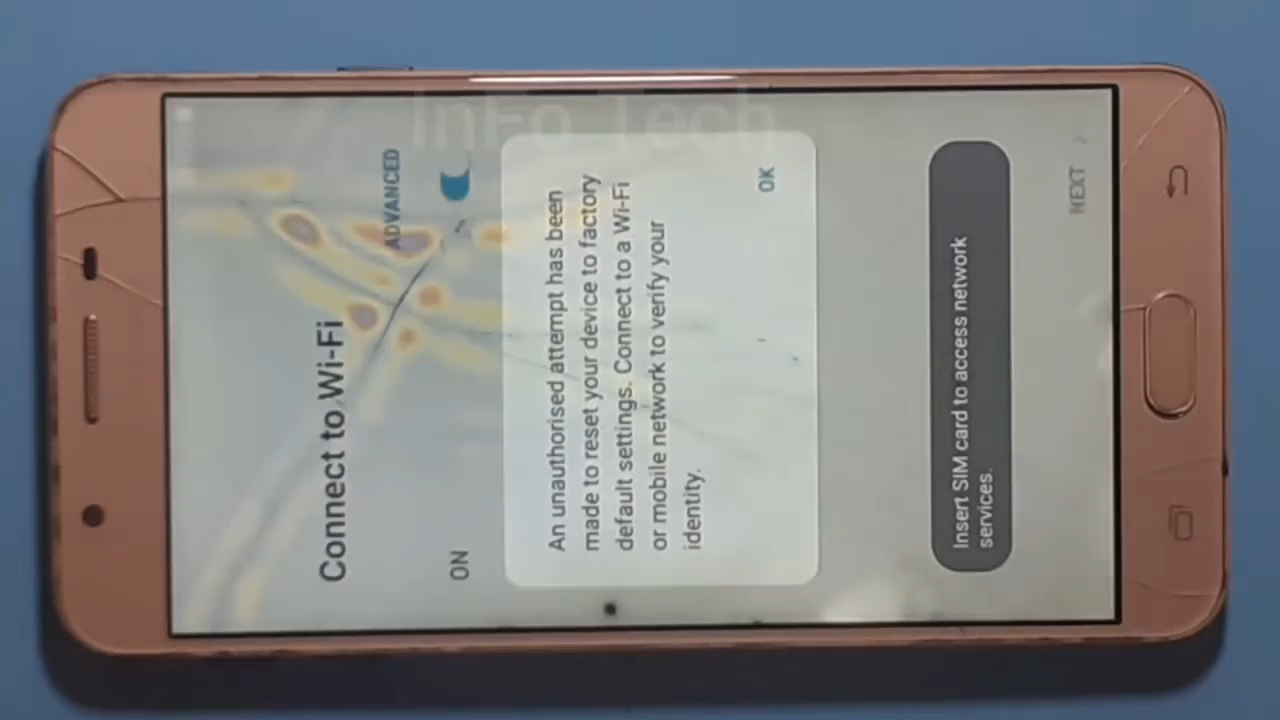 InFo Tech
Connect to Wi-Fi
ADVANCED
ON
An unauthorised attempt has been
made to reset your device to factory
default settings. Connect to a Wi-Fi
or mobile network to verify your
identity.
OK
Insert SIM card to access network
services.
NEXT